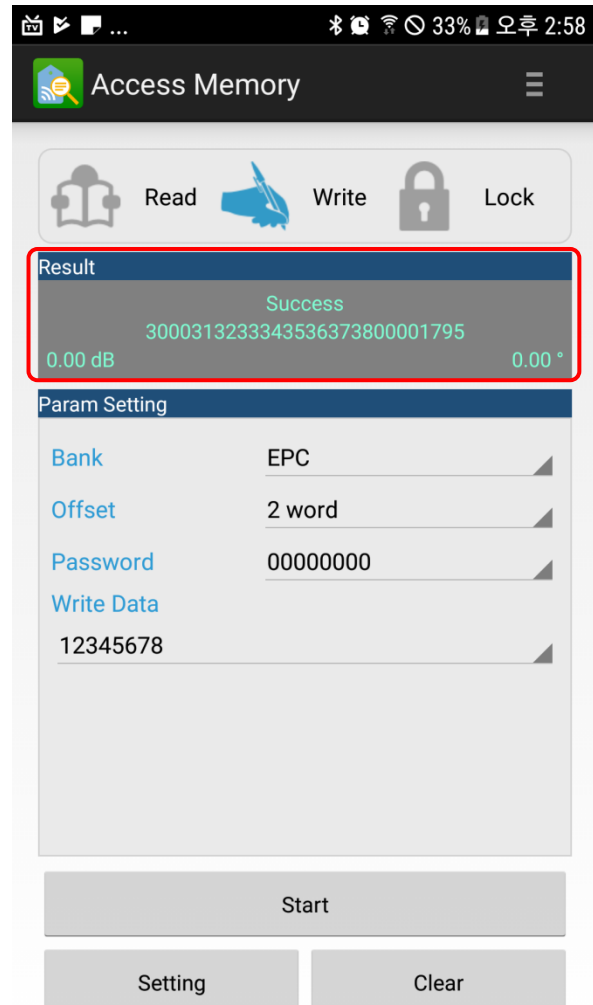 ... 33% 오후 2:58
Access Memory
Read Write Lock
Result
Success
3000313233343536373800001795
0.00 dB 0.00 °
Param Setting
Bank EPC
Offset 2 word
Password 00000000
Write Data
12345678
Start
Setting Clear